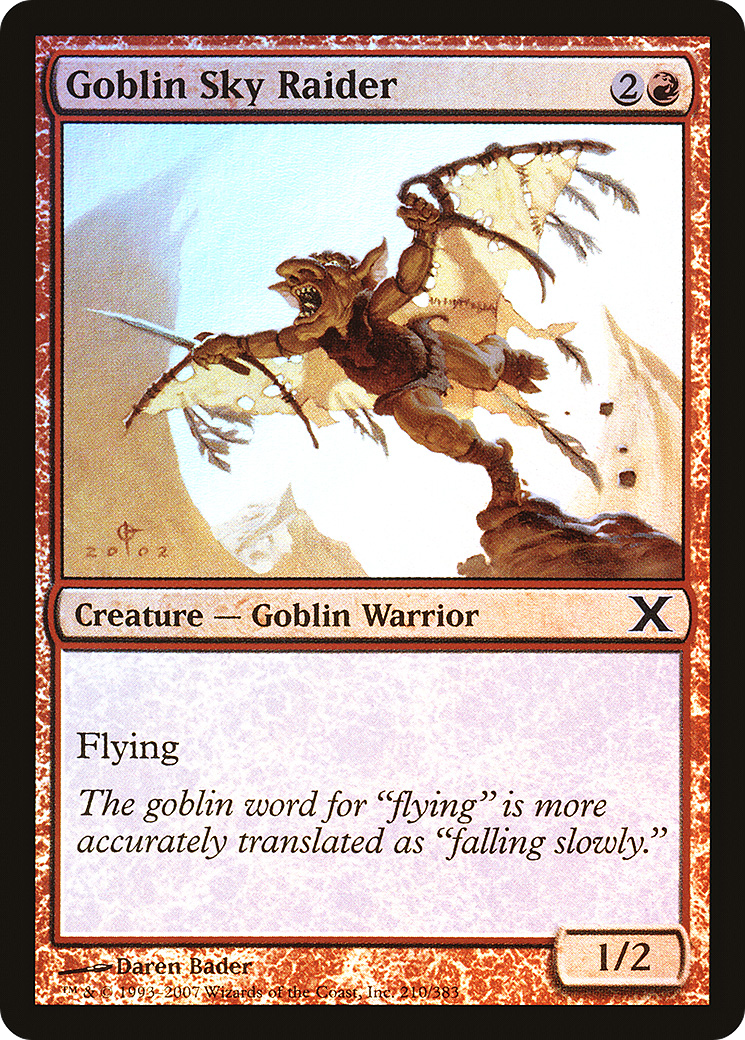 Goblin Sky Raider 2
2002
Creature — Goblin Warrior X
Flying
The goblin word for “flying” is more
accurately translated as “falling slowly.”
1/2
Daren Bader
™ & © 1993-2007 Wizards of the Coast, Inc. 210/383